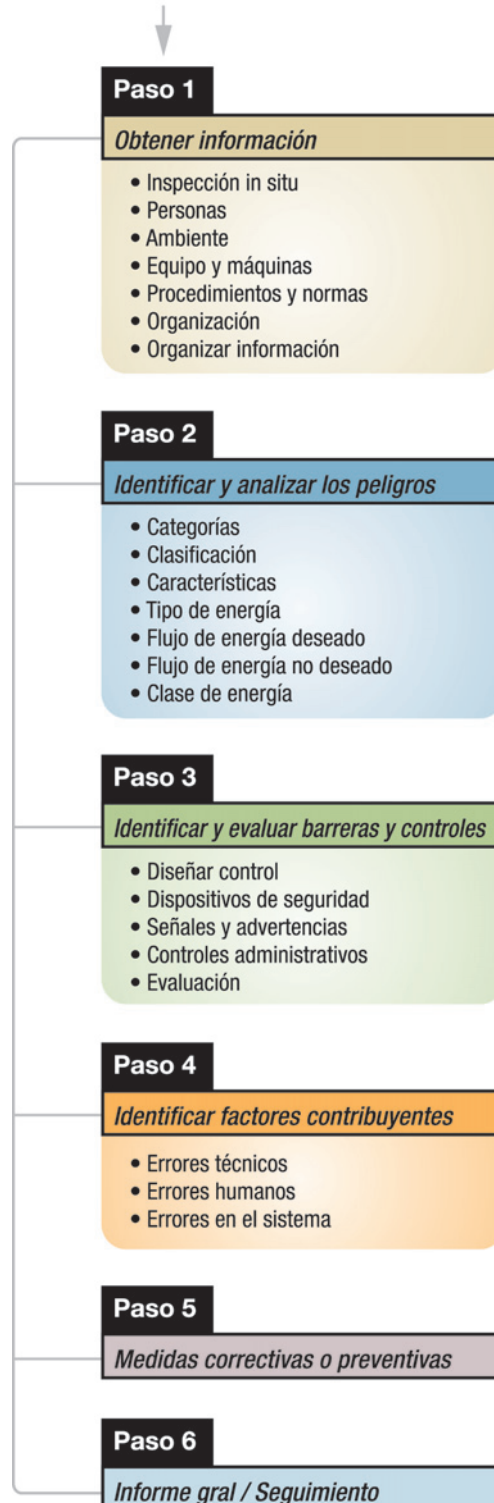 Paso 1
Obtener información
• Inspección in situ
• Personas
• Ambiente
• Equipo y máquinas
• Procedimientos y normas
• Organización
• Organizar información
Paso 2
Identificar y analizar los peligros
• Categorías
• Clasificación
• Características
• Tipo de energía
• Flujo de energía deseado
• Flujo de energía no deseado
• Clase de energía
Paso 3
Identificar y evaluar barreras y controles
• Diseñar control
• Dispositivos de seguridad
• Señales y advertencias
• Controles administrativos
• Evaluación
Paso 4
Identificar factores contribuyentes
• Errores técnicos
• Errores humanos
• Errores en el sistema
Paso 5
Medidas correctivas o preventivas
Paso 6
Informe gral / Seguimiento